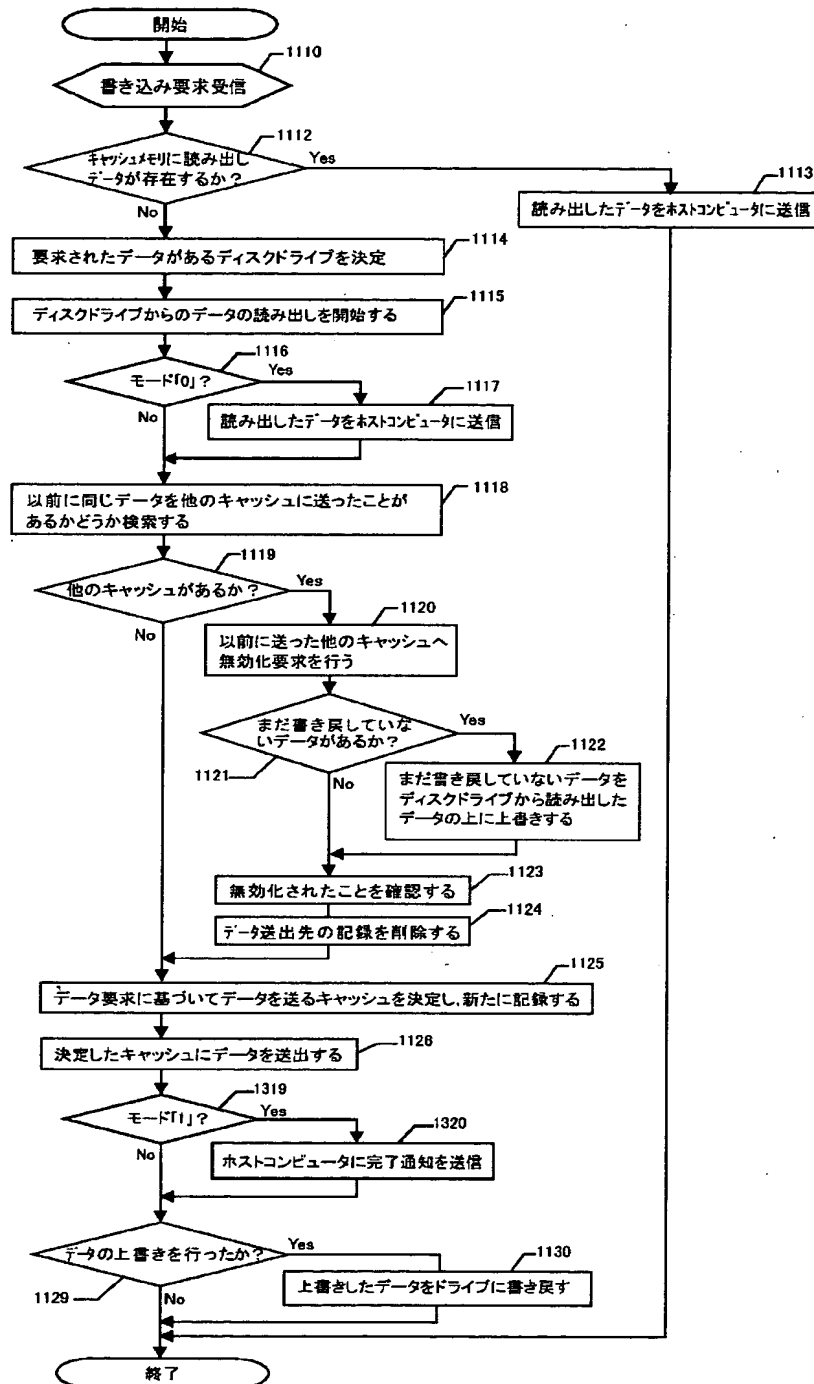 開始
1110
書き込み要求受信
1112
キャッシュメモリに読み出し
データが存在するか？
Yes
No
1113
読み出したデータをホストコンピュータに送信
1114
要求されたデータがあるディスクドライブを決定
1115
ディスクドライブからのデータの読み出しを開始する
1116
モード「0」？
Yes
No
1117
読み出したデータをホストコンピュータに送信
1118
以前に同じデータを他のキャッシュに送ったことが
あるかどうか検索する
1119
他のキャッシュがあるか？
Yes
No
1120
以前に送った他のキャッシュへ
無効化要求を行う
まだ書き戻していな
いデータがあるか？
Yes
1121
No
1122
まだ書き戻していないデータを
ディスクドライブから読み出した
データの上に上書きする
1123
無効化されたことを確認する
1124
データ送出先の記録を削除する
1125
データ要求に基づいてデータを送るキャッシュを決定し、新たに記録する
1126
決定したキャッシュにデータを送出する
1319
モード「1」？
Yes
No
1320
ホストコンピュータに完了通知を送信
データの上書きを行ったか？
Yes
1129
No
1130
上書きしたデータをドライブに書き戻す
終了